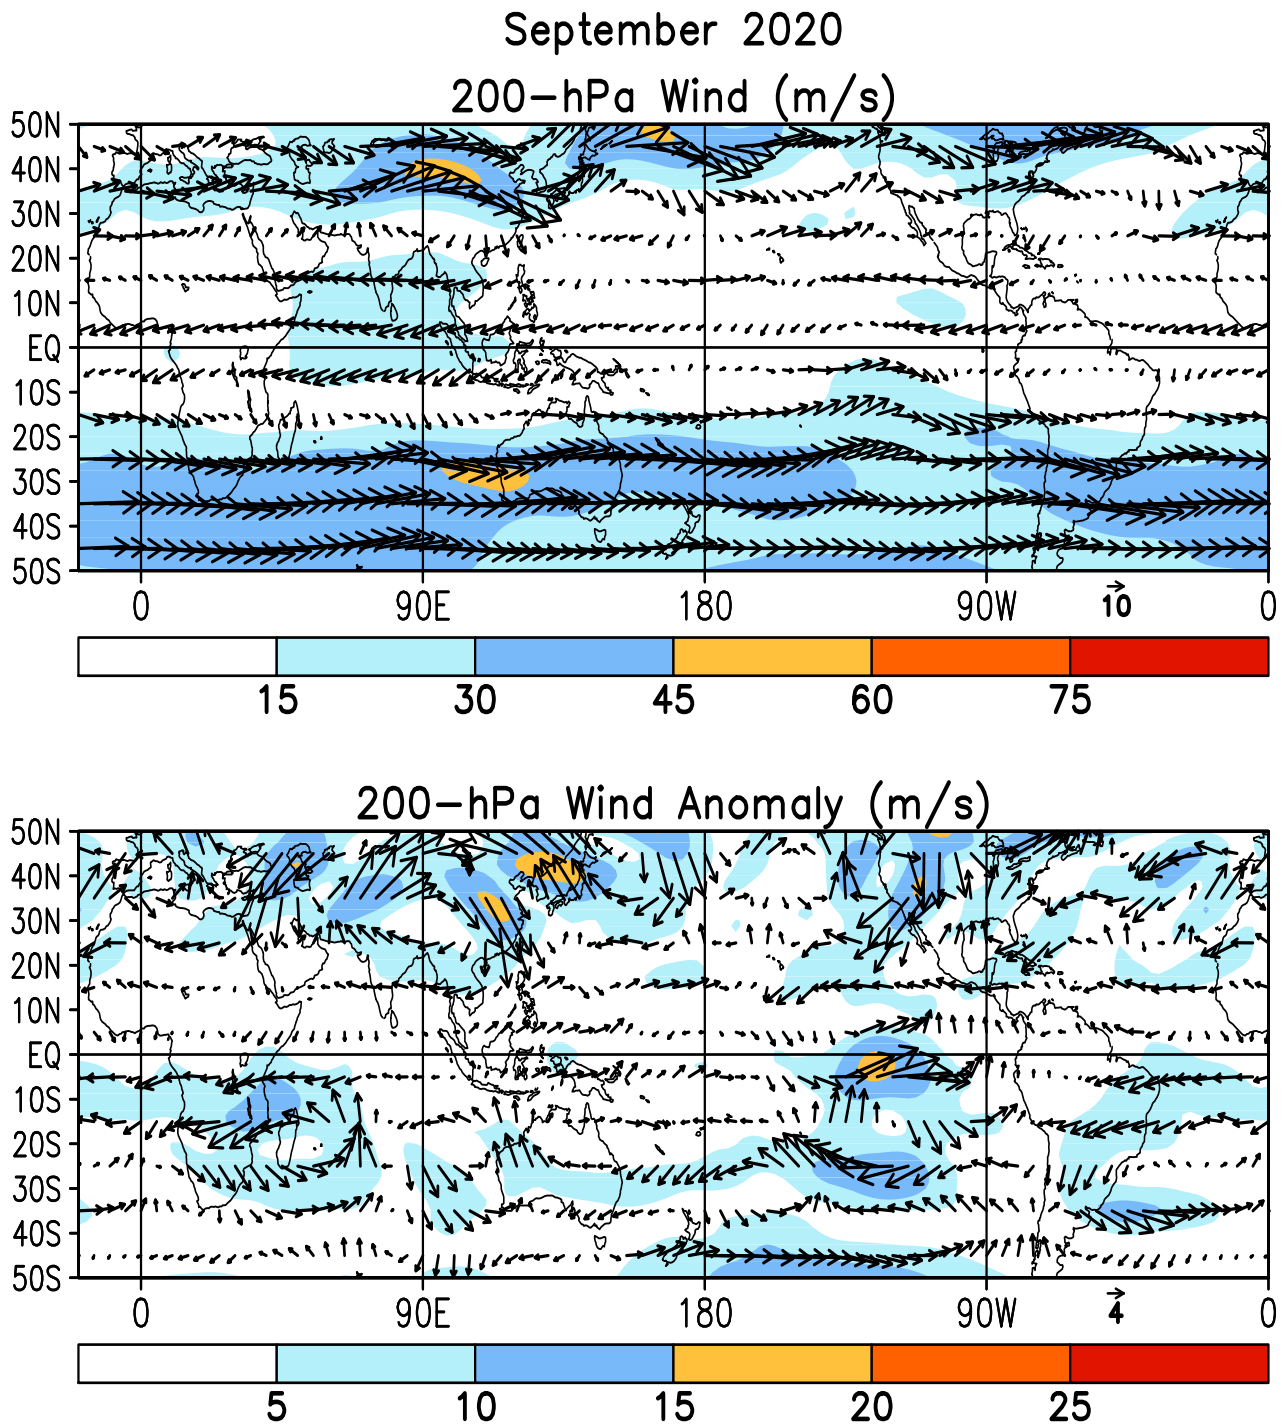 September 2020
200-hPa Wind (m/s)
50N
40N
30N
20N
10N
EQ
10S
20S
30S
40S
50S
0 90E 180 90W 10 0
15 30 45 60 75
200-hPa Wind Anomaly (m/s)
50N
40N
30N
20N
10N
EQ
10S
20S
30S
40S
50S
0 90E 180 90W 4 0
5 10 15 20 25